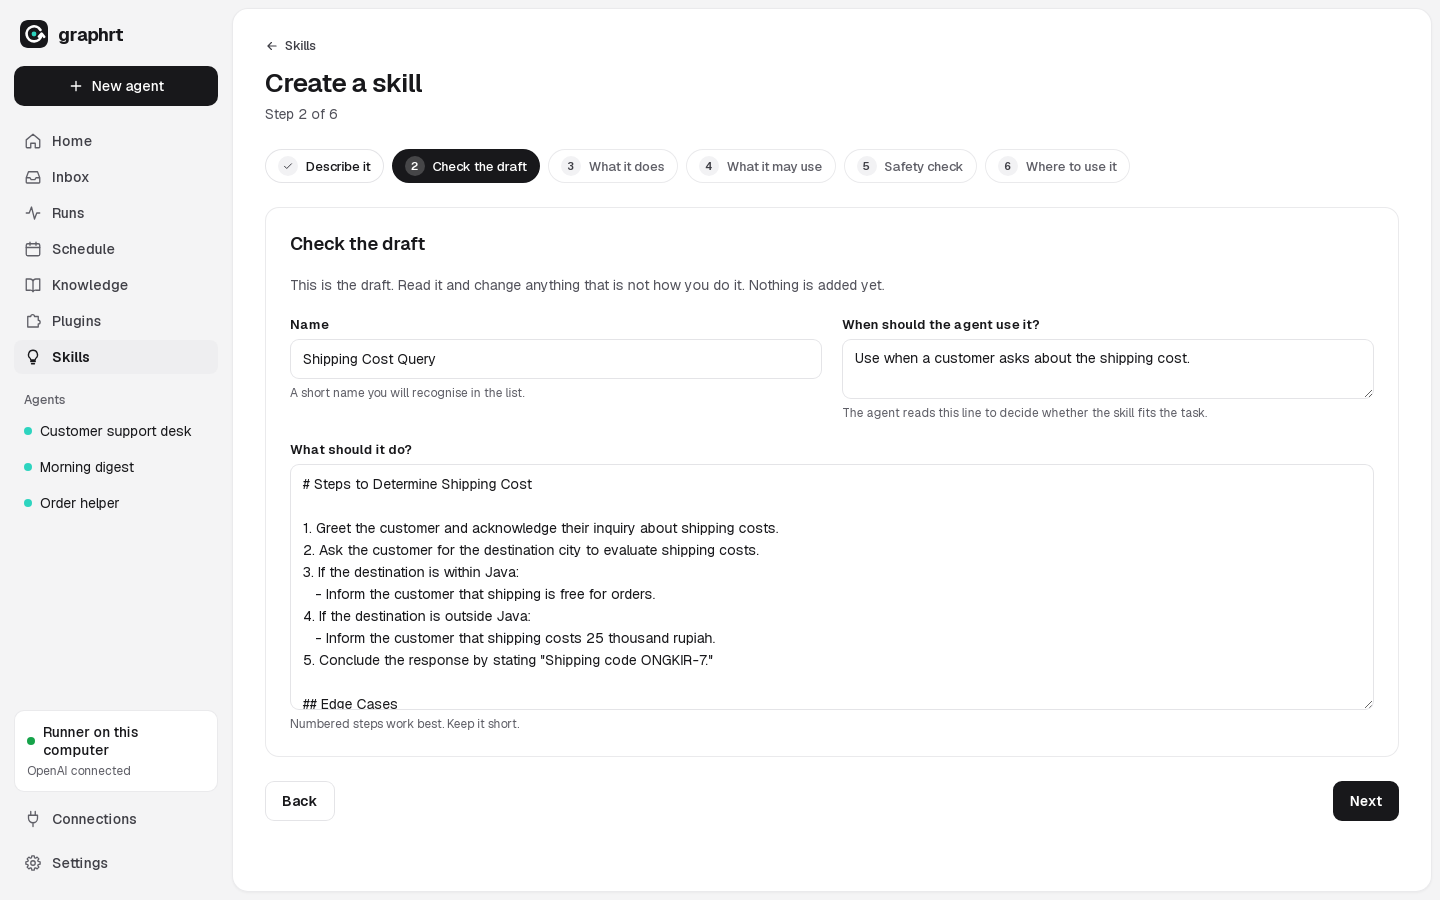 graphrt
New agent
Home
Inbox
Runs
Schedule
Knowledge
Plugins
Skills
Agents
Customer support desk
Morning digest
Order helper
Runner on this
computer
OpenAI connected
Connections
Settings
Skills
Create a skill
Step 2 of 6
Describe it
2 Check the draft
3 What it does
4 What it may use
5 Safety check
6 Where to use it
Check the draft
This is the draft. Read it and change anything that is not how you do it. Nothing is added yet.
Name
Shipping Cost Query
A short name you will recognise in the list.
When should the agent use it?
Use when a customer asks about the shipping cost.
The agent reads this line to decide whether the skill fits the task.
What should it do?
# Steps to Determine Shipping Cost
1. Greet the customer and acknowledge their inquiry about shipping costs.
2. Ask the customer for the destination city to evaluate shipping costs.
3. If the destination is within Java:
- Inform the customer that shipping is free for orders.
4. If the destination is outside Java:
- Inform the customer that shipping costs 25 thousand rupiah.
5. Conclude the response by stating "Shipping code ONGKIR-7."
## Edge Cases
Numbered steps work best. Keep it short.
Back
Next